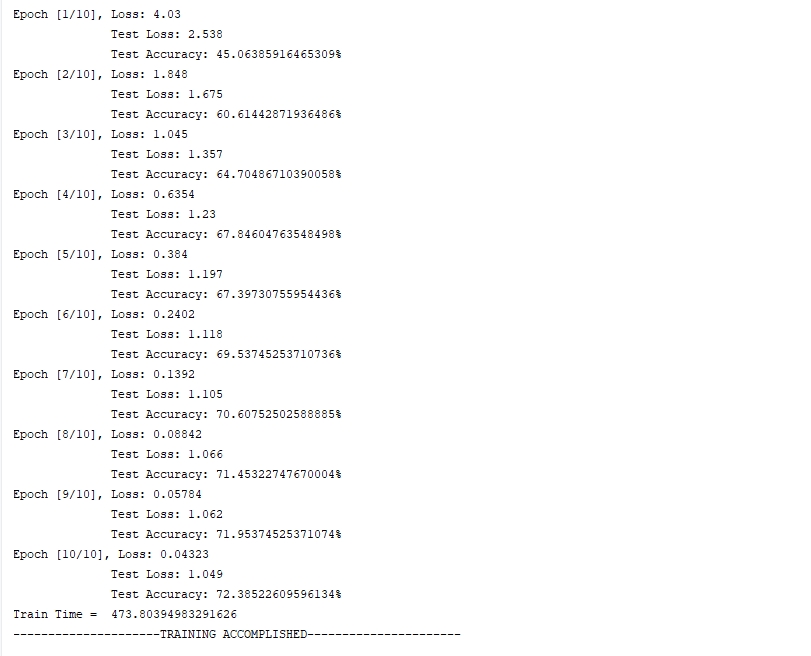 Epoch [1/10], Loss: 4.03
Test Loss: 2.538
Test Accuracy: 45.06385916465309%
Epoch [2/10], Loss: 1.848
Test Loss: 1.675
Test Accuracy: 60.61442871936486%
Epoch [3/10], Loss: 1.045
Test Loss: 1.357
Test Accuracy: 64.70486710390058%
Epoch [4/10], Loss: 0.6354
Test Loss: 1.23
Test Accuracy: 67.84604763548498%
Epoch [5/10], Loss: 0.384
Test Loss: 1.197
Test Accuracy: 67.39730755954436%
Epoch [6/10], Loss: 0.2402
Test Loss: 1.118
Test Accuracy: 69.53745253710736%
Epoch [7/10], Loss: 0.1392
Test Loss: 1.105
Test Accuracy: 70.60752502588885%
Epoch [8/10], Loss: 0.08842
Test Loss: 1.066
Test Accuracy: 71.45322747670004%
Epoch [9/10], Loss: 0.05784
Test Loss: 1.062
Test Accuracy: 71.95374525371074%
Epoch [10/10], Loss: 0.04323
Test Loss: 1.049
Test Accuracy: 72.38522609596134%
Train Time =  473.80394983291626
---------------------TRAINING ACCOMPLISHED----------------------